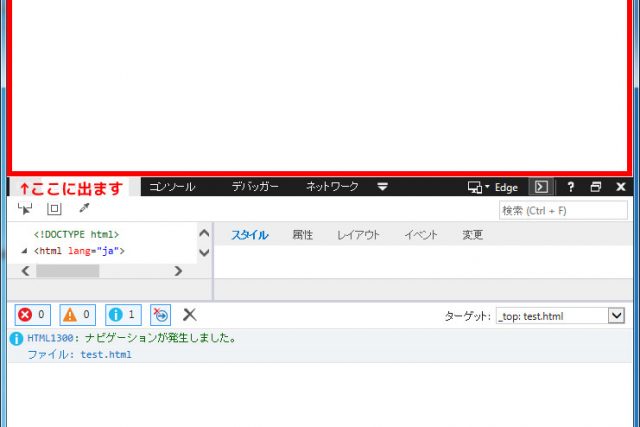 ↑ここに出ます コンソール デバッガー ネットワーク Edge ?
検索 (Ctrl + F)
<!DOCTYPE html>
<html lang="ja">
スタイル 属性 レイアウト イベント 変更
0 0 1 ターゲット: _top: test.html
HTML1300: ナビゲーションが発生しました。
ファイル: test.html